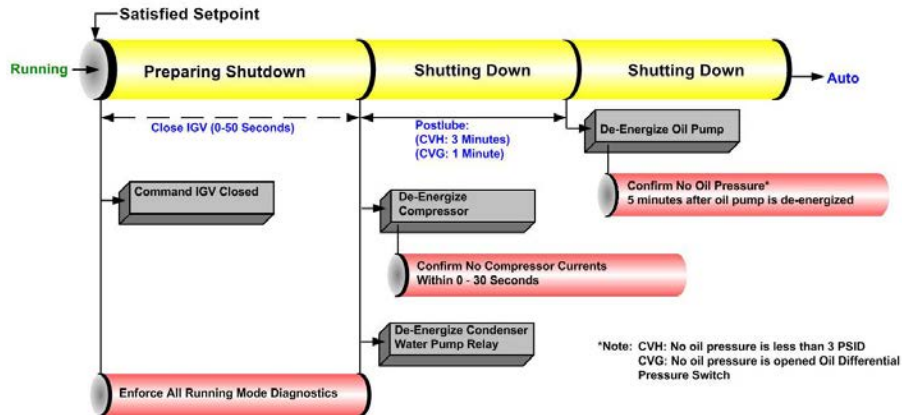 Satisfied Setpoint
Running
Preparing Shutdown
Shutting Down
Shutting Down
Auto
Close IGV (0-50 Seconds)
Postlube:
(CVH: 3 Minutes)
(CVG: 1 Minute)
De-Energize Oil Pump
Confirm No Oil Pressure*
5 minutes after oil pump is de-energized
Command IGV Closed
De-Energize
Compressor
Confirm No Compressor Currents
Within 0 - 30 Seconds
De-Energize Condenser
Water Pump Relay
*Note: CVH: No oil pressure is less than 3 PSID
CVG: No oil pressure is opened Oil Differential
Pressure Switch
Enforce All Running Mode Diagnostics